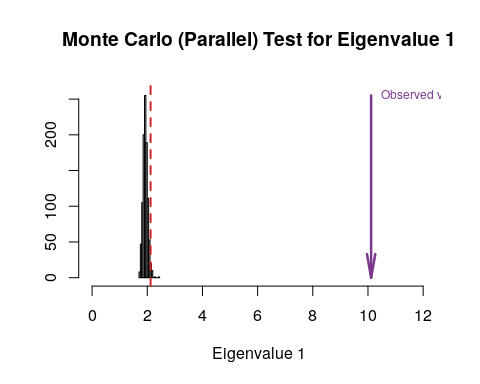 Monte Carlo (Parallel) Test for Eigenvalue 1
Observed v
200
100
50
0
0 2 4 6 8 10 12
Eigenvalue 1